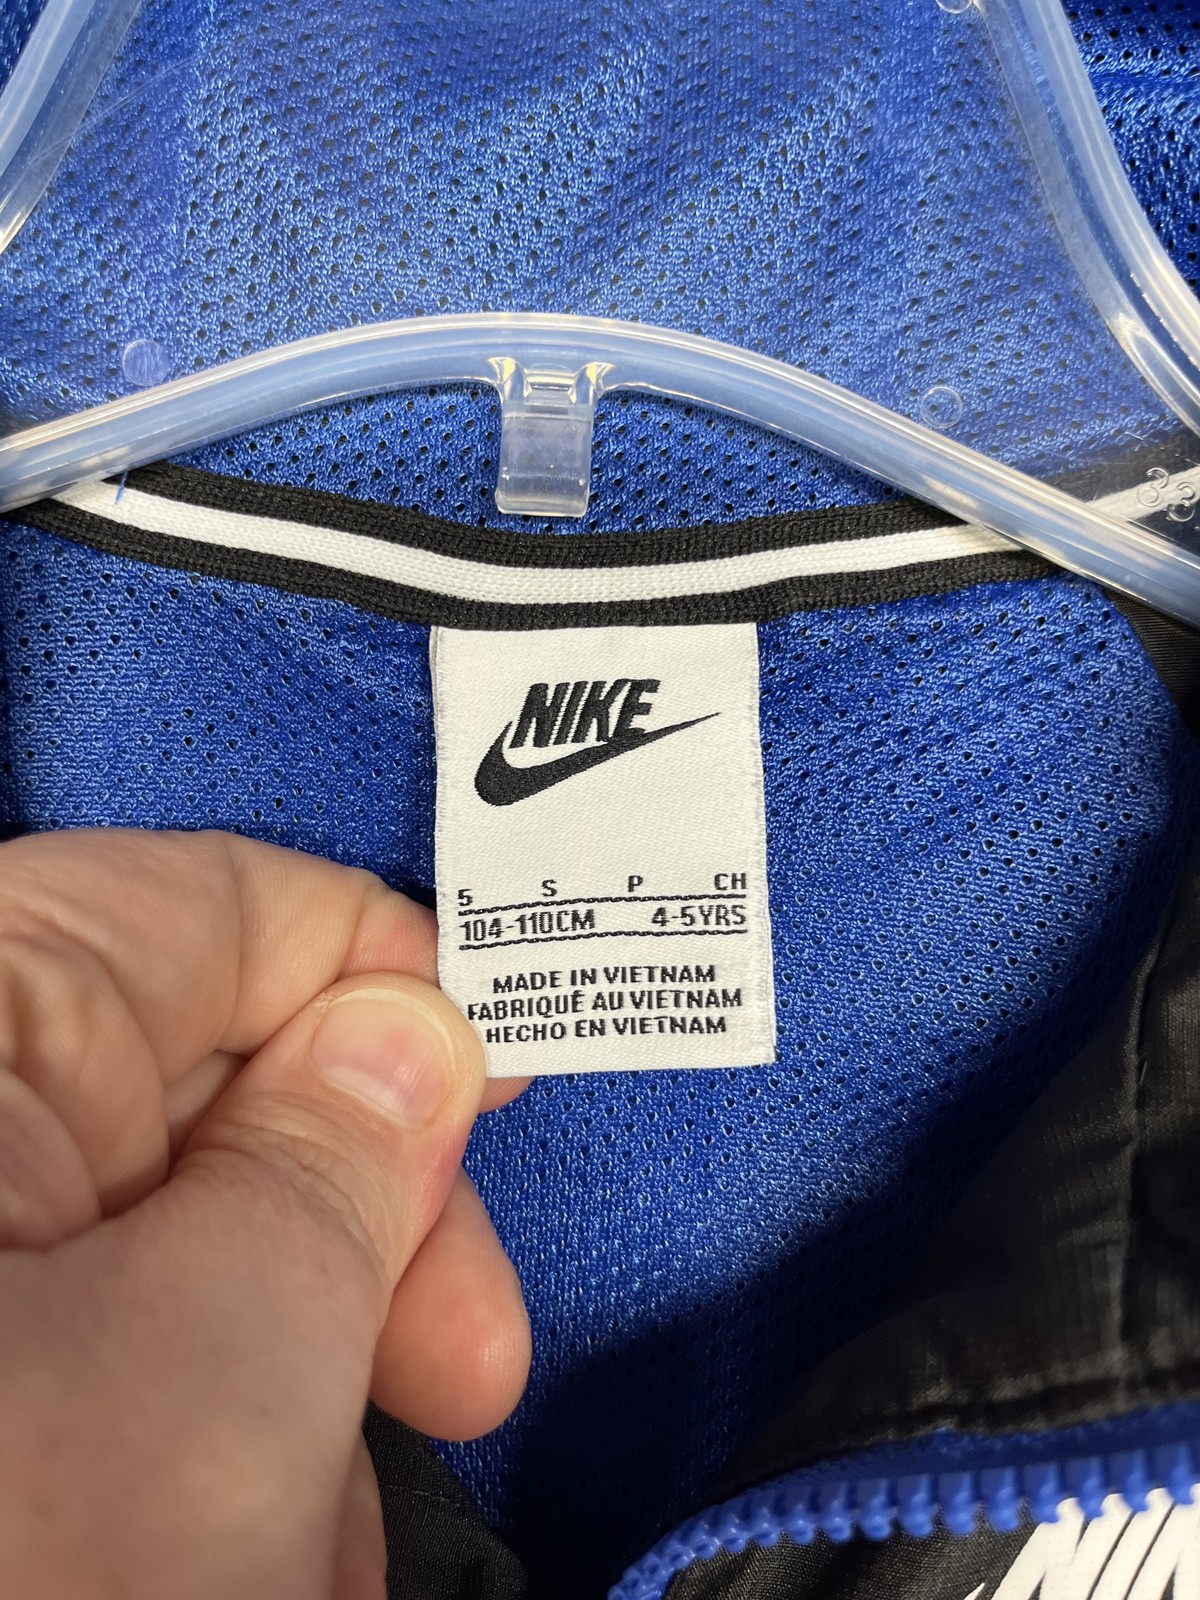 NIKE
5 S P CH
104-110CM 4-5YRS
MADE IN VIETNAM
FABRIQUÉ AU VIETNAM
HECHO EN VIETNAM